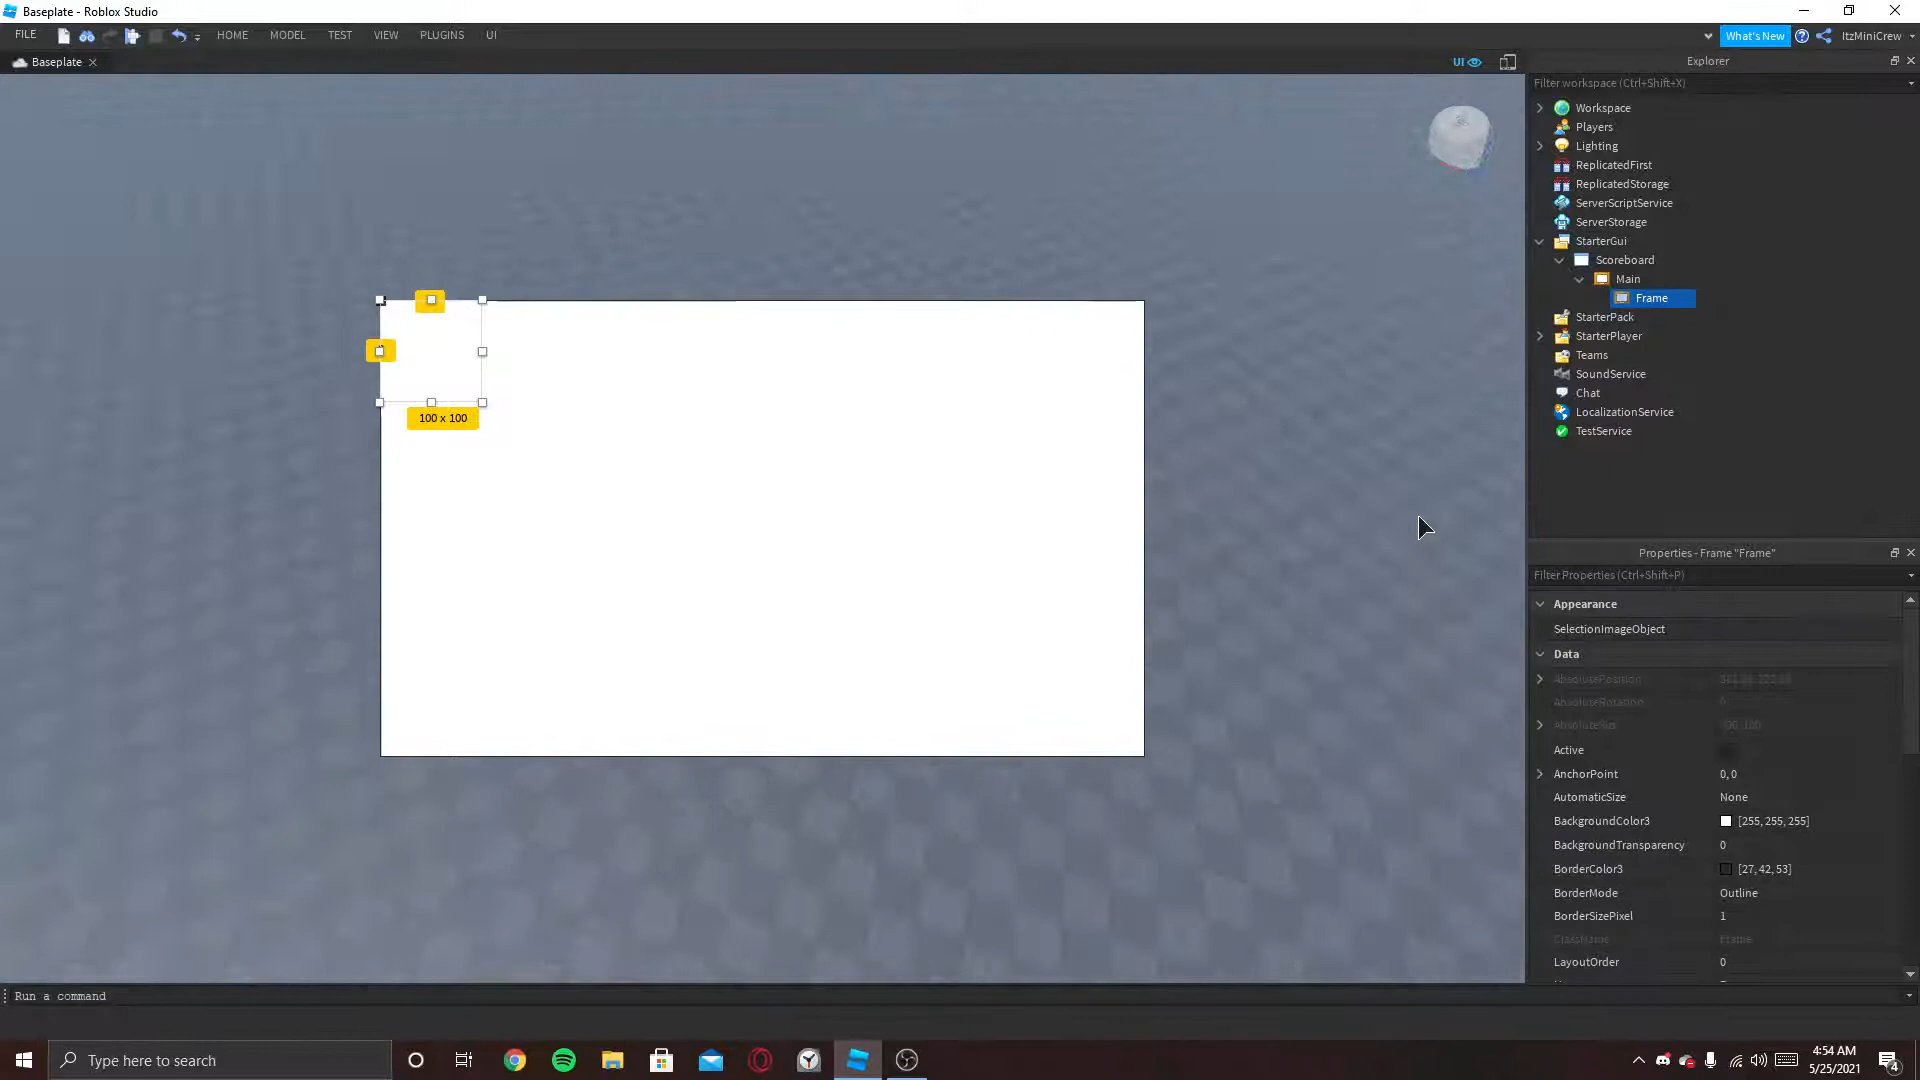 Baseplate - Roblox Studio
FILE
HOME
MODEL
TEST
VIEW
PLUGINS
UI
What's New
ItzMiniCrew
Baseplate
UI
Explorer
Filter workspace (Ctrl+Shift+X)
Workspace
Players
Lighting
ReplicatedFirst
ReplicatedStorage
ServerScriptService
ServerStorage
StarterGui
Scoreboard
Main
Frame
StarterPack
StarterPlayer
Teams
SoundService
Chat
LocalizationService
TestService
100 x 100
Properties - Frame "Frame"
Filter Properties (Ctrl+Shift+P)
Appearance
SelectionImageObject
Data
AbsolutePosition
AbsoluteRotation 0
AbsoluteSize
Active
AnchorPoint 0, 0
AutomaticSize None
BackgroundColor3 [255, 255, 255]
BackgroundTransparency 0
BorderColor3 [27, 42, 53]
BorderMode Outline
BorderSizePixel 1
ClassName Frame
LayoutOrder 0
Run a command
Type here to search
4:54 AM
5/25/2021
4